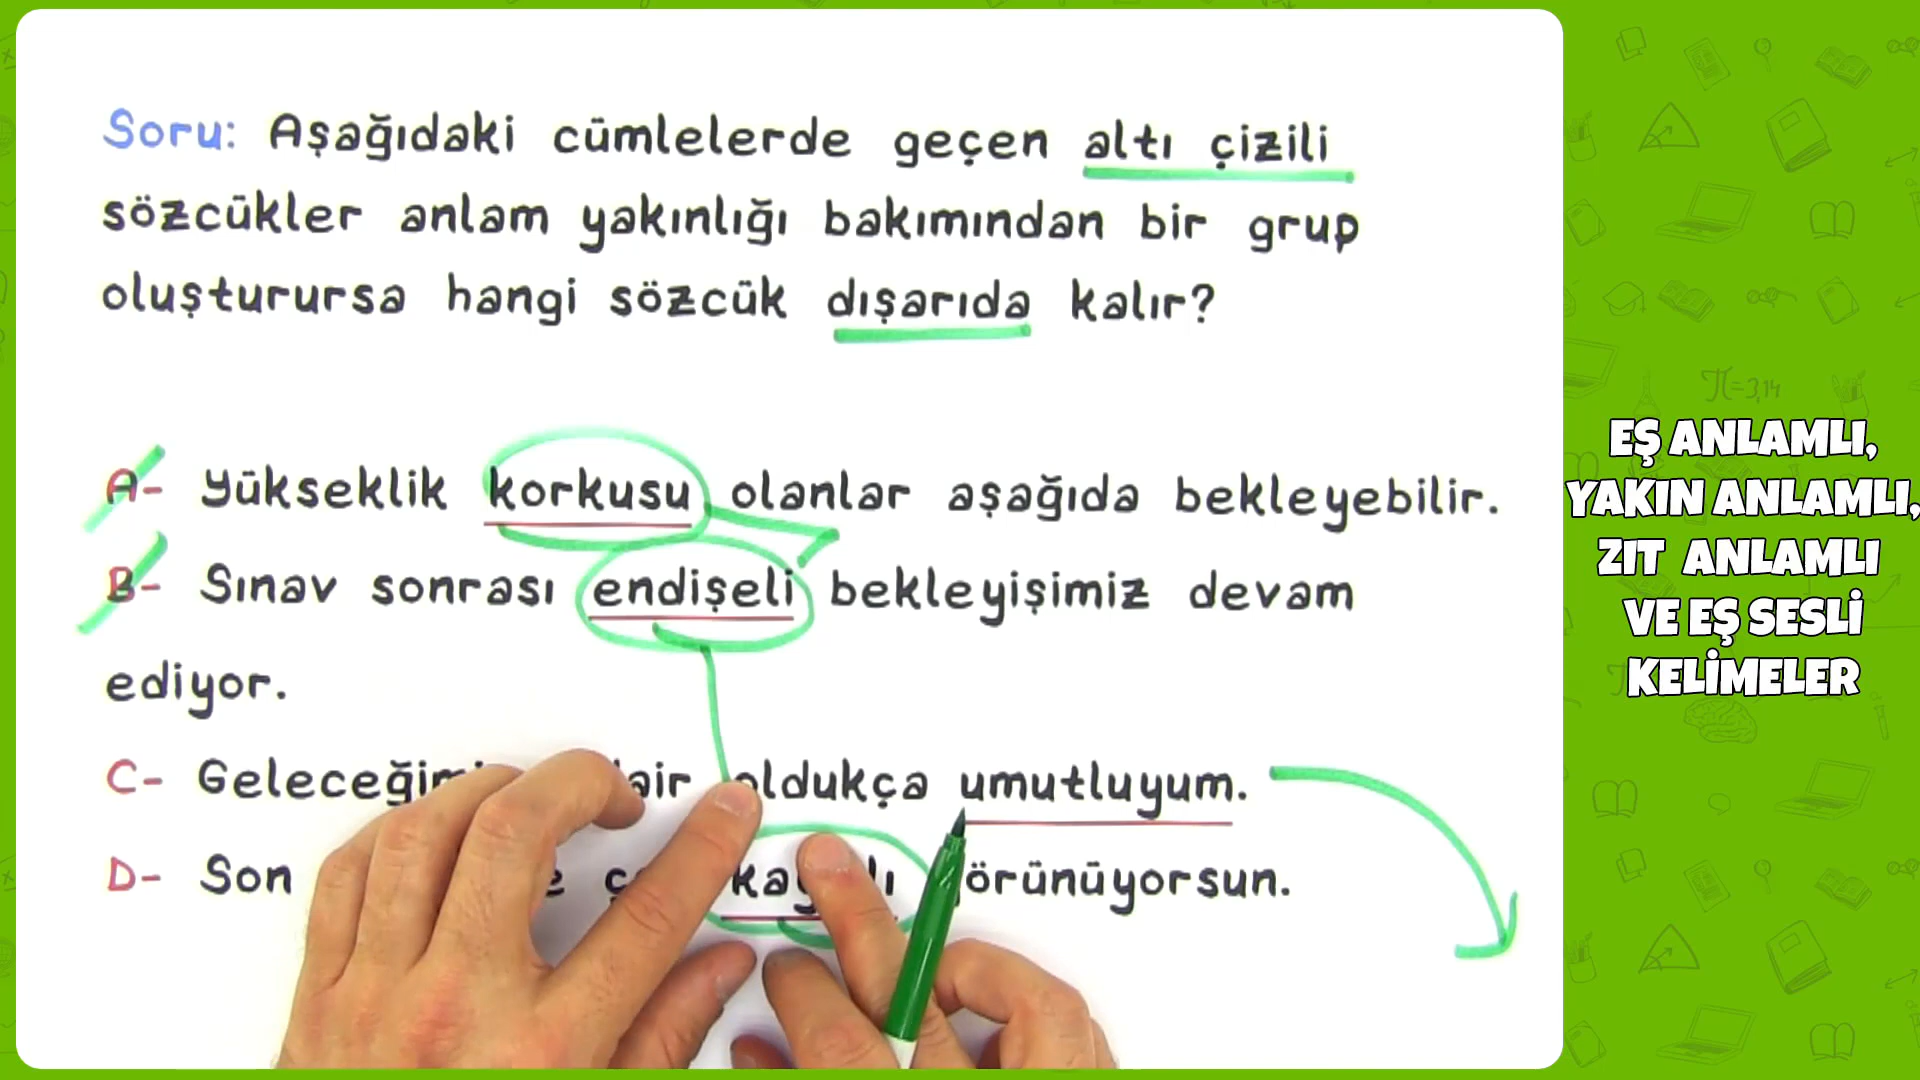 Soru: Aşağıdaki cümlelerde geçen altı çizili
sözcükler anlam yakınlığı bakımından bir grup
oluşturursa hangi sözcük dışarıda kalır?
A- Yükseklik korkusu olanlar aşağıda bekleyebilir.
B- Sınav sonrası endişeli bekleyişimiz devam
ediyor.
C- oldukça umutluyum.
D- Son
EŞ ANLAMLI,
YAKIN ANLAMLI,
ZIT ANLAMLI
VE EŞ SESLİ
KELİMELER
π=3,14